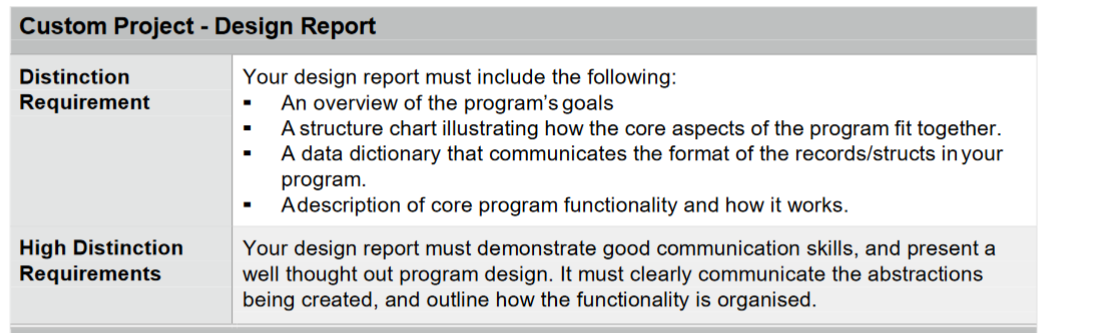 Custom Project - Design Report
Distinction
Requirement
Your design report must include the following:
▪ An overview of the program's goals
▪ A structure chart illustrating how the core aspects of the program fit together.
▪ A data dictionary that communicates the format of the records/structs in your
program.
▪ Adescription of core program functionality and how it works.
High Distinction
Requirements
Your design report must demonstrate good communication skills, and present a
well thought out program design. It must clearly communicate the abstractions
being created, and outline how the functionality is organised.